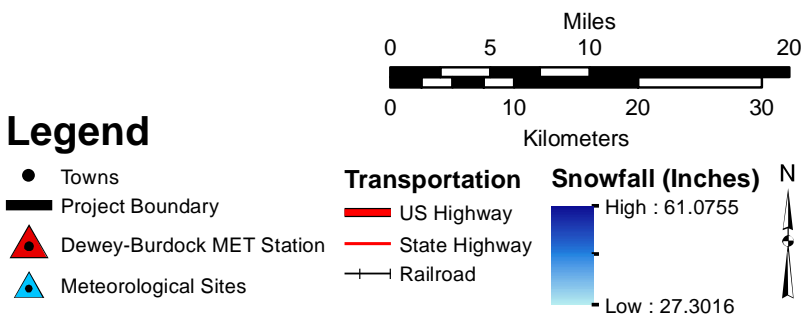 Miles
0 5 10 20
0 10 20 30
Kilometers
Legend
Towns
Project Boundary
Dewey-Burdock MET Station
Meteorological Sites
Transportation
US Highway
State Highway
Railroad
Snowfall (Inches)
High : 61.0755
Low : 27.3016
N